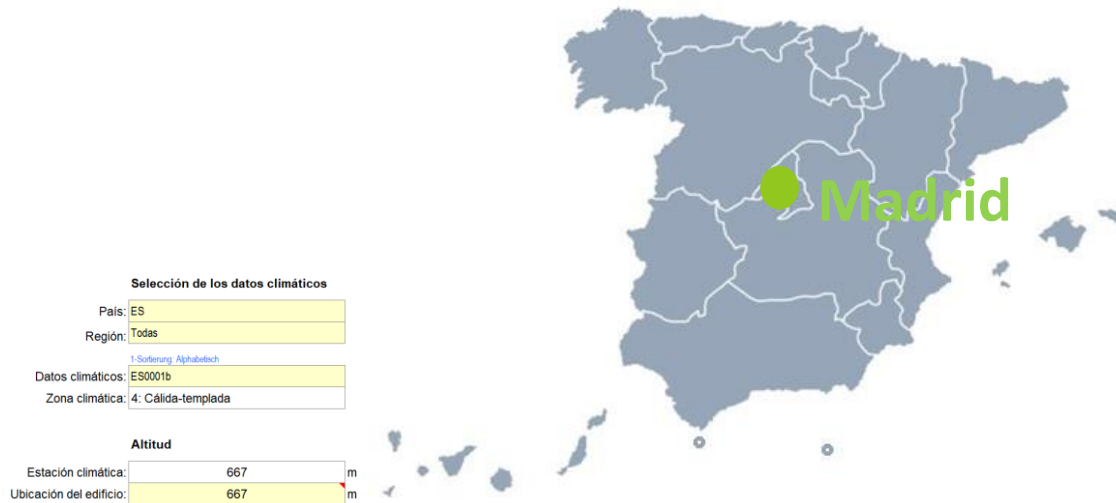 Madrid
Selección de los datos climáticos
País: ES
Región: Todas
1-Sortierung: Alphabetisch
Datos climáticos: ES0001b
Zona climática: 4: Cálida-templada
Altitud
Estación climática: 667 m
Ubicación del edificio: 667 m